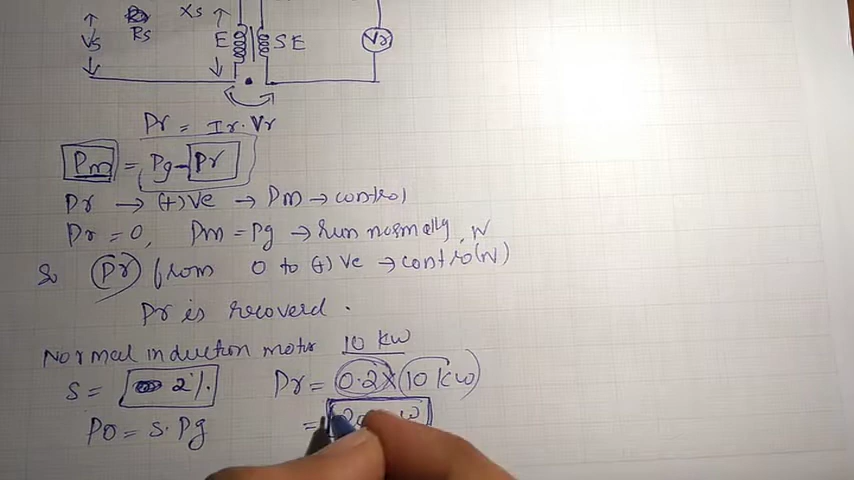 Xs
Vs Rs E SE Vr
Pr = Ir. Vr
Pm = Pg - Pr
Pr → (+)ve → Pm → control
Pr = 0, Pm = Pg → run normally, N
So (Pr) from 0 to (+) ve → control(N)
Pr is recoverd.
Normal induction motor 10 kw
S = 2%. Pr = 0.2 x (10 kw)
P0 = S. Pg = w